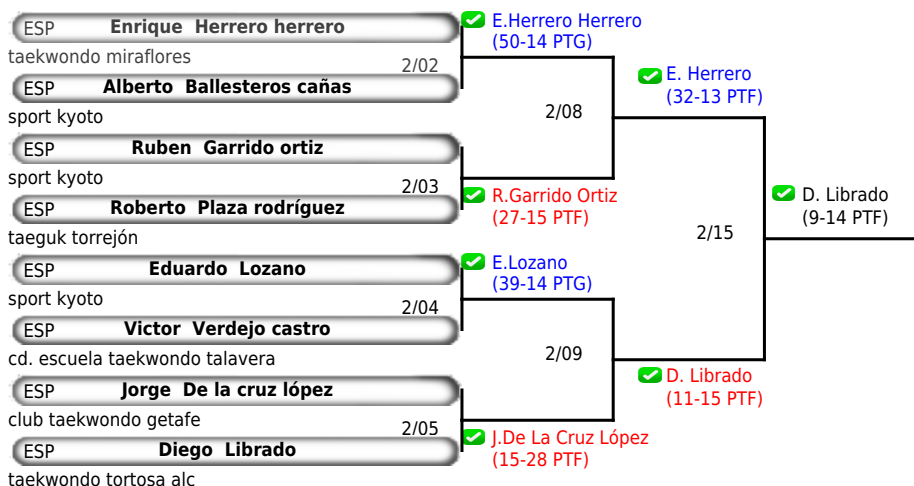 ESP Enrique Herrero herrero
taekwondo miraflores
2/02
ESP Alberto Ballesteros cañas
sport kyoto
ESP Ruben Garrido ortiz
sport kyoto
2/03
ESP Roberto Plaza rodríguez
taeguk torrejón
ESP Eduardo Lozano
sport kyoto
2/04
ESP Victor Verdejo castro
cd. escuela taekwondo talavera
ESP Jorge De la cruz lópez
club taekwondo getafe
2/05
ESP Diego Librado
taekwondo tortosa alc
E.Herrero Herrero
(50-14 PTG)
2/08
R.Garrido Ortiz
(27-15 PTF)
E.Lozano
(39-14 PTG)
2/09
J.De La Cruz López
(15-28 PTF)
E. Herrero
(32-13 PTF)
2/15
D. Librado
(11-15 PTF)
D. Librado
(9-14 PTF)